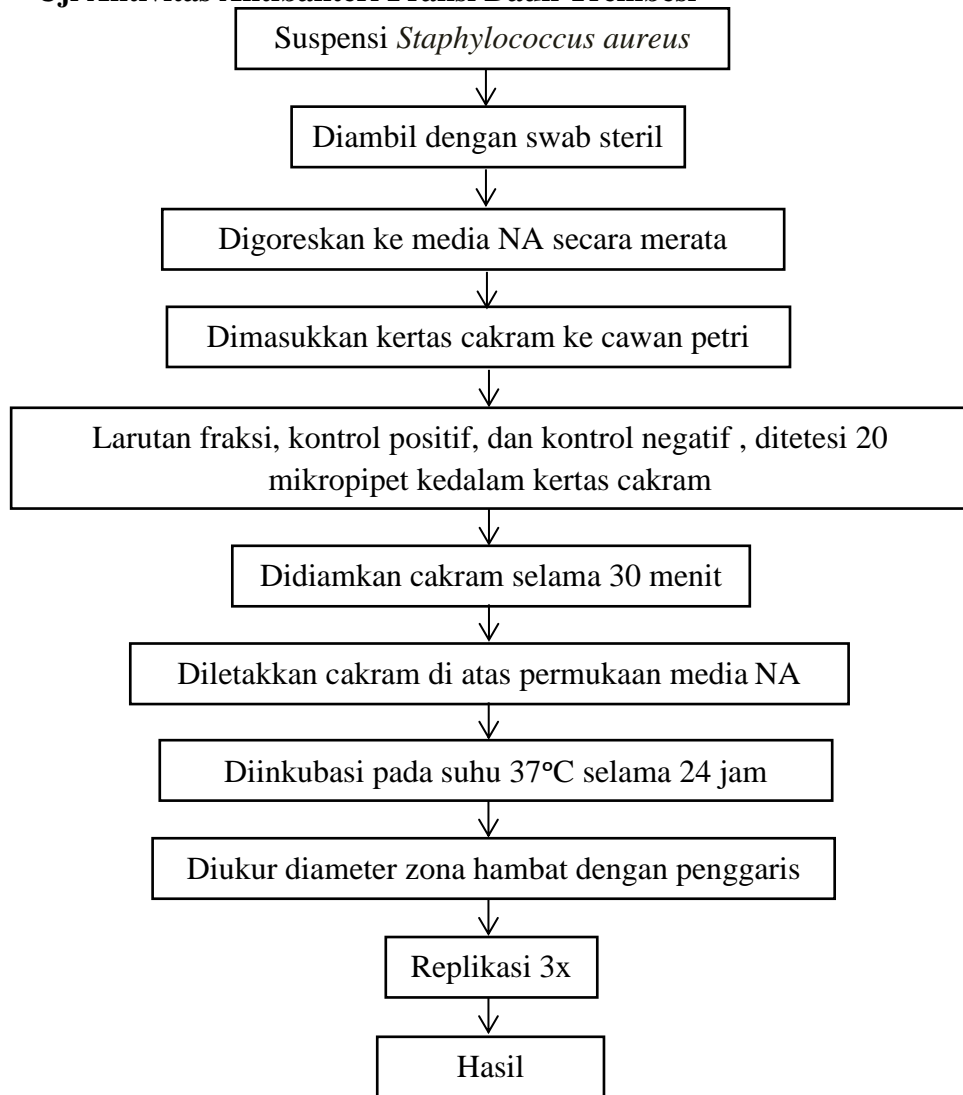 Suspensi Staphylococcus aureus
Diambil dengan swab steril
Digoreskan ke media NA secara merata
Dimasukkan kertas cakram ke cawan petri
Larutan fraksi, kontrol positif, dan kontrol negatif , ditetesi 20
mikropipet kedalam kertas cakram
Didiamkan cakram selama 30 menit
Diletakkan cakram di atas permukaan media NA
Diinkubasi pada suhu 37°C selama 24 jam
Diukur diameter zona hambat dengan penggaris
Replikasi 3x
Hasil